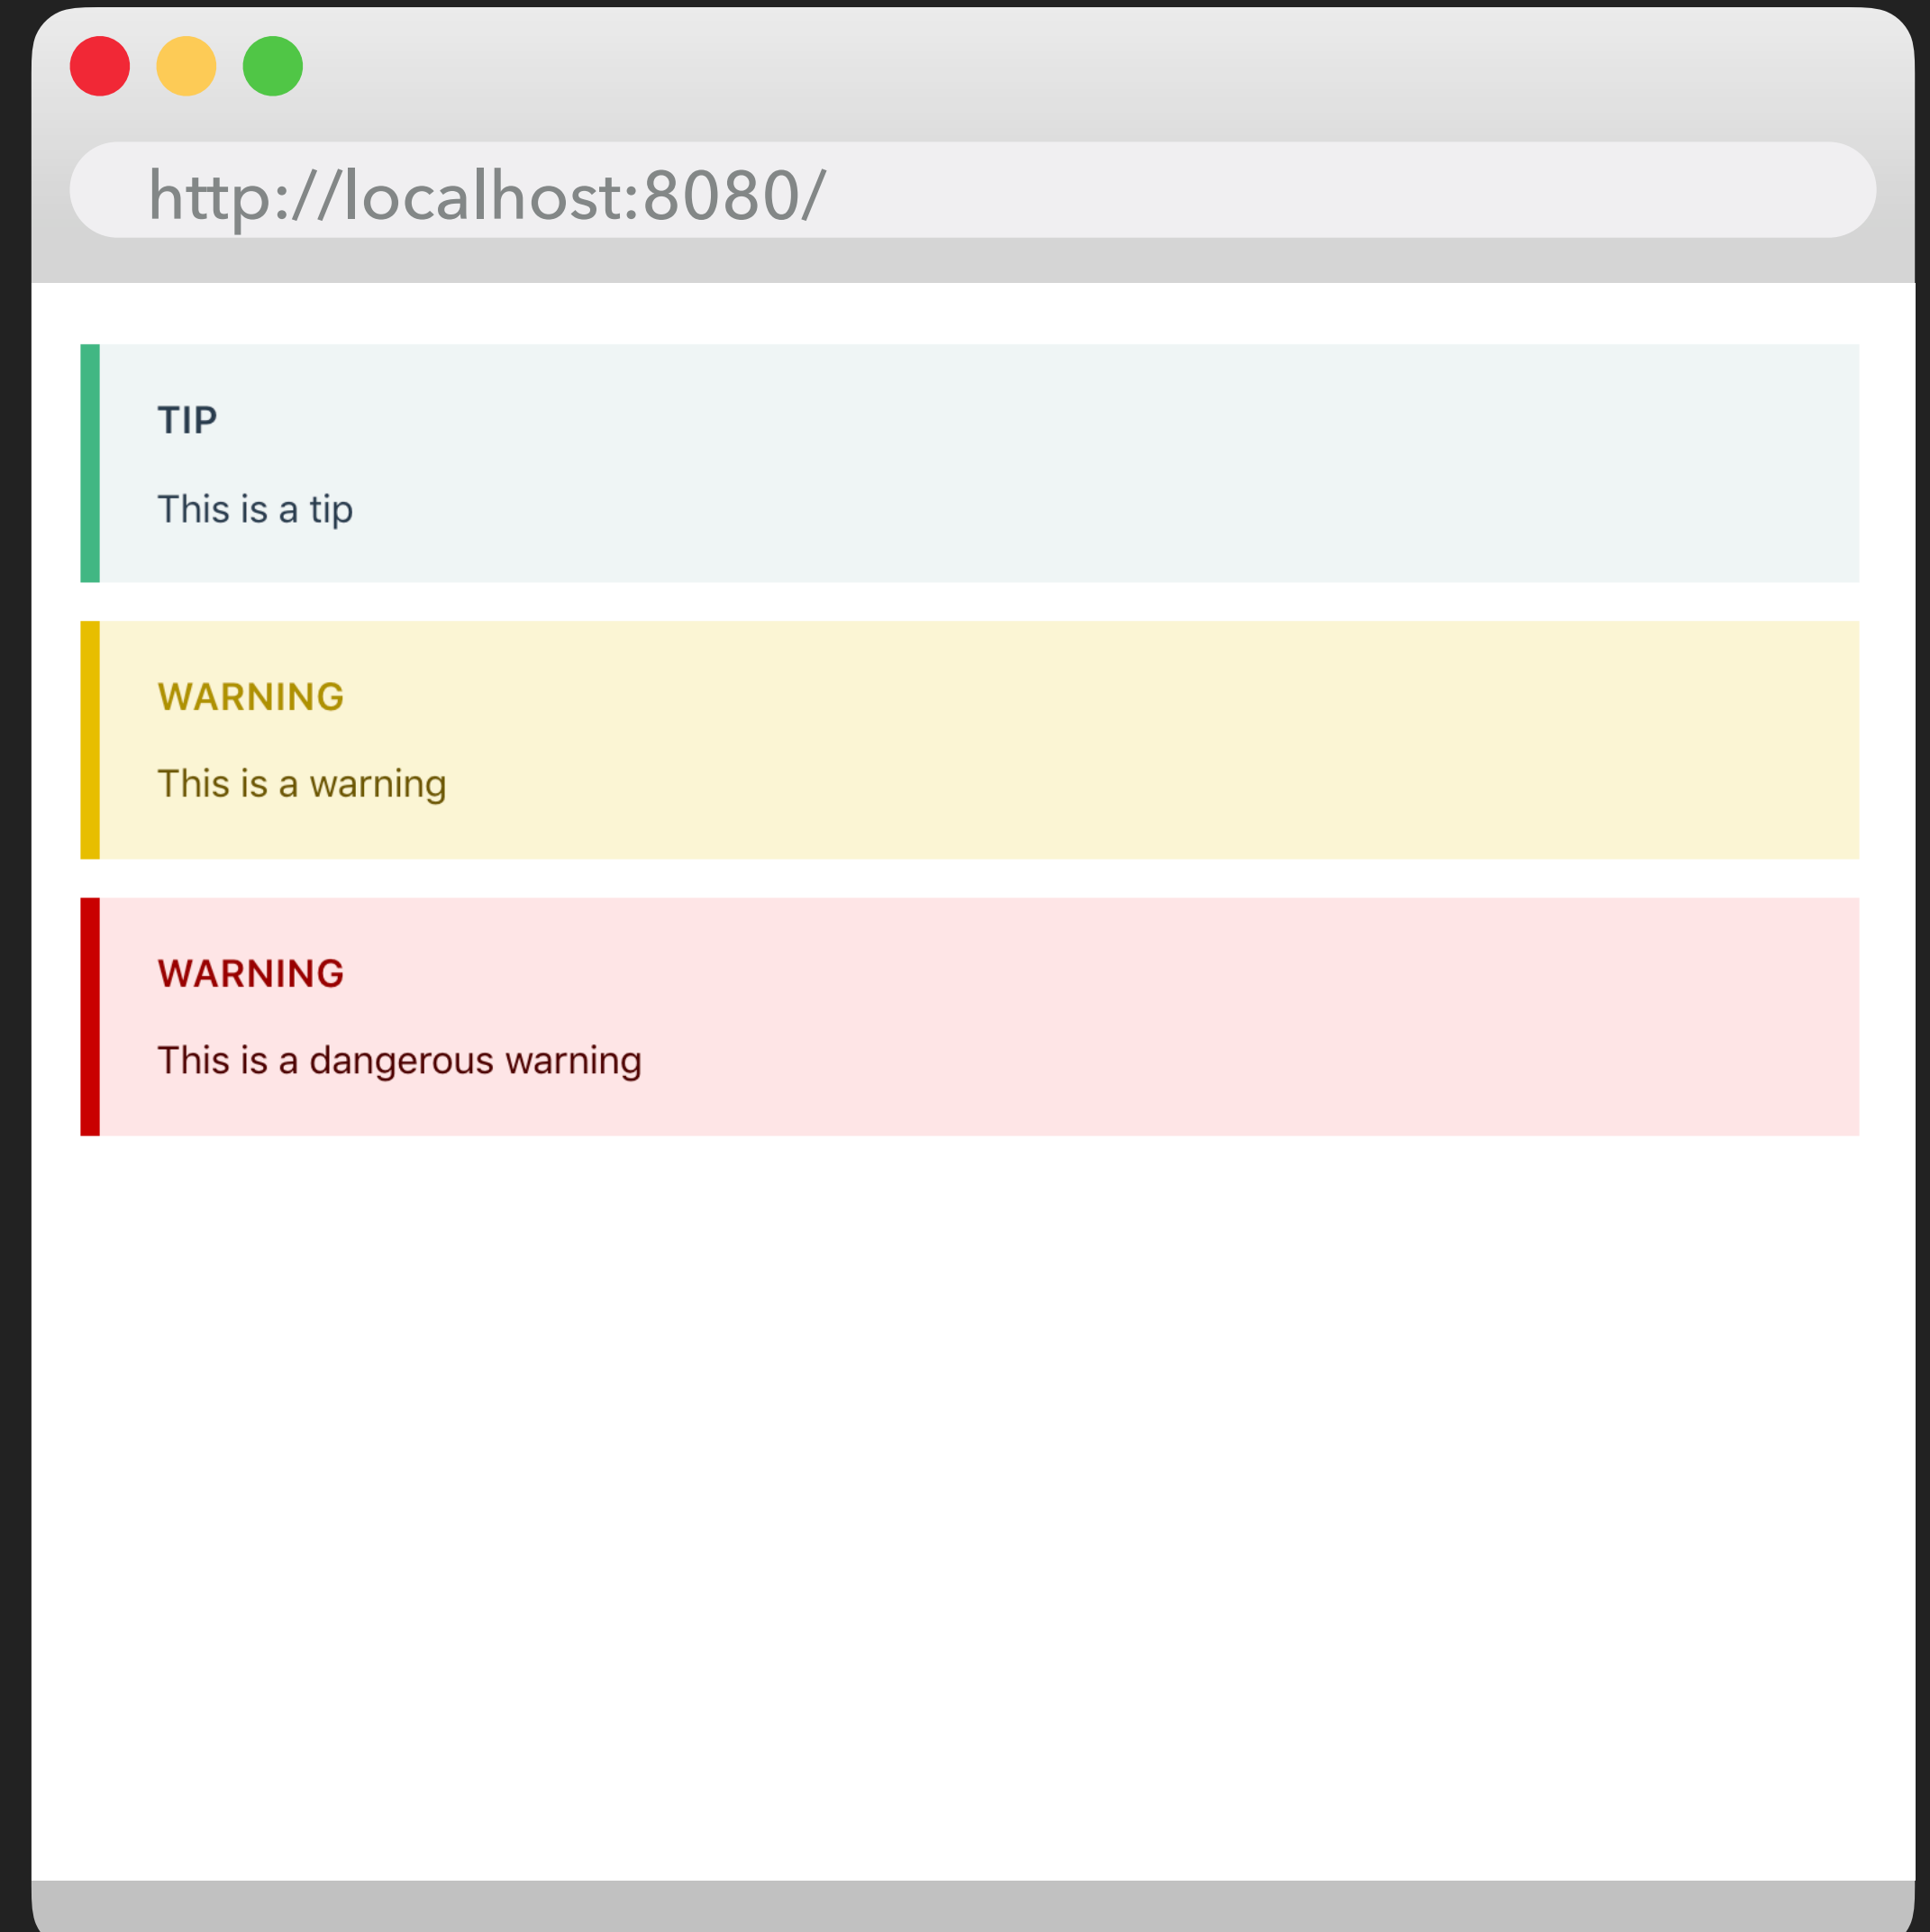 http://localhost:8080/
TIP
This is a tip
WARNING
This is a warning
WARNING
This is a dangerous warning